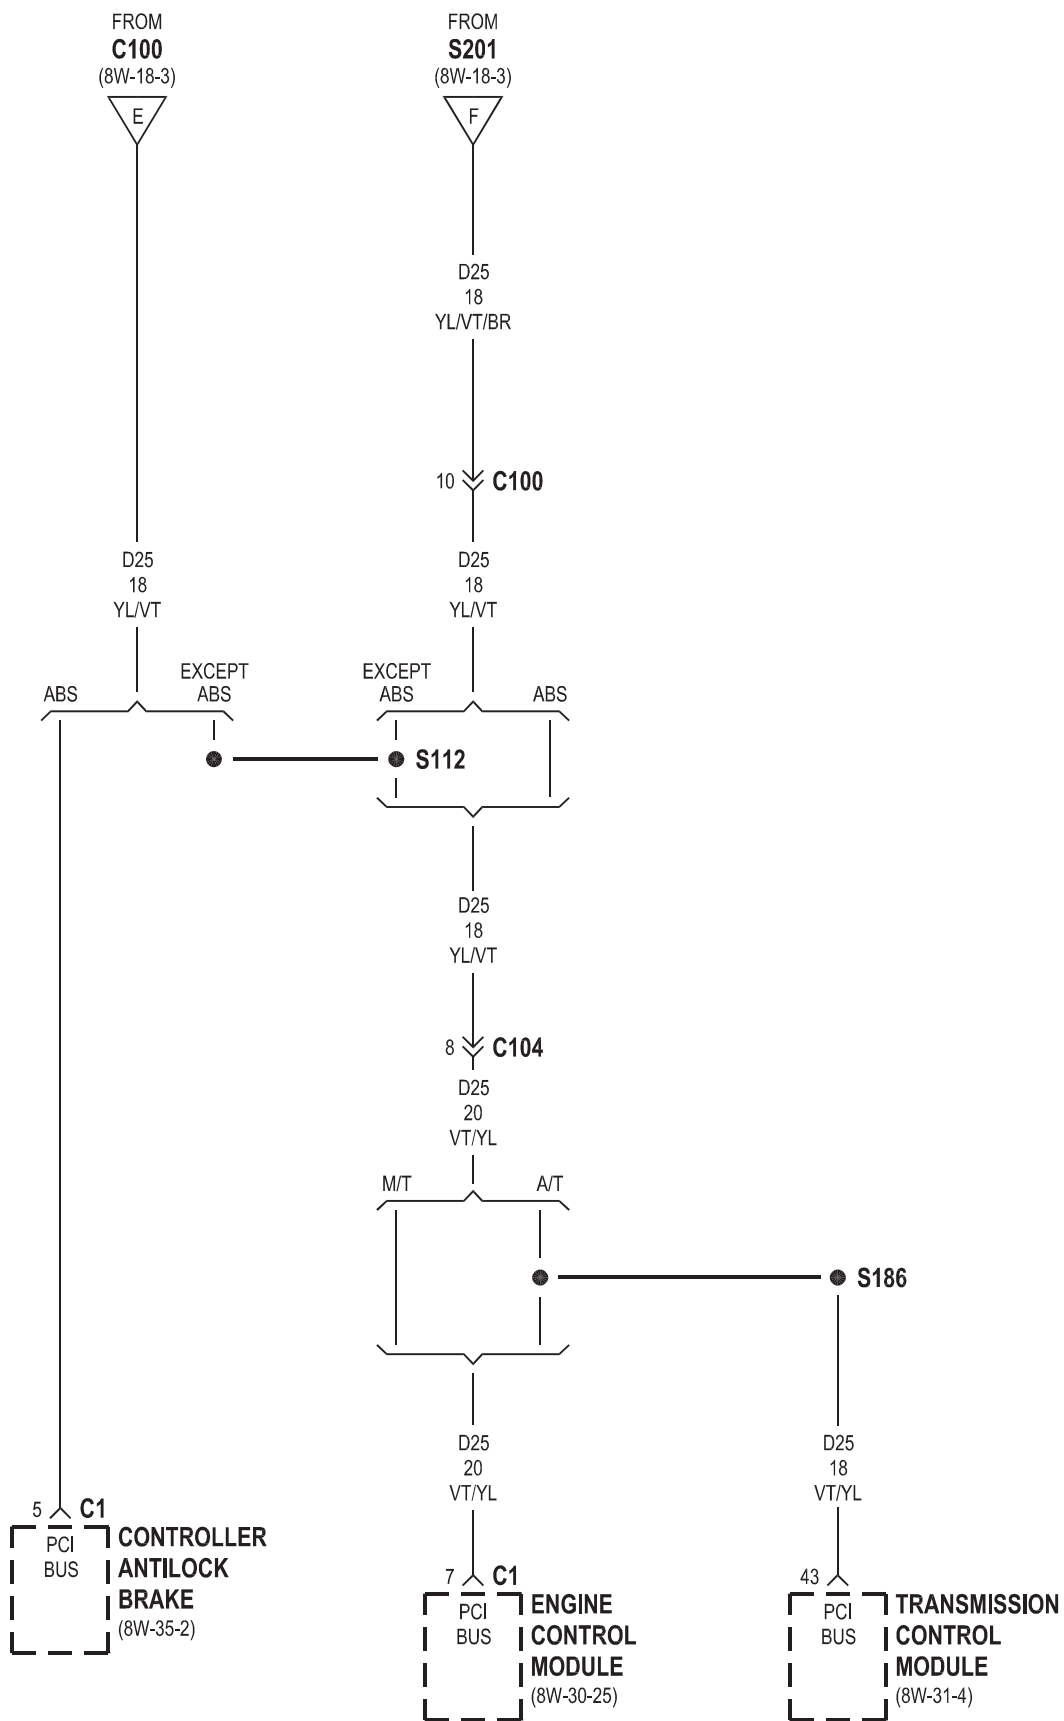 FROM
C100
(8W-18-3)
E
FROM
S201
(8W-18-3)
F
D25
18
YL/VT/BR
10 C100
D25
18
YL/VT
D25
18
YL/VT
ABS
EXCEPT
ABS
EXCEPT
ABS
ABS
S112
D25
18
YL/VT
8 C104
D25
20
VT/YL
M/T
A/T
S186
D25
20
VT/YL
D25
18
VT/YL
5 C1
PCI
BUS
CONTROLLER
ANTILOCK
BRAKE
(8W-35-2)
7 C1
PCI
BUS
ENGINE
CONTROL
MODULE
(8W-30-25)
43
PCI
BUS
TRANSMISSION
CONTROL
MODULE
(8W-31-4)